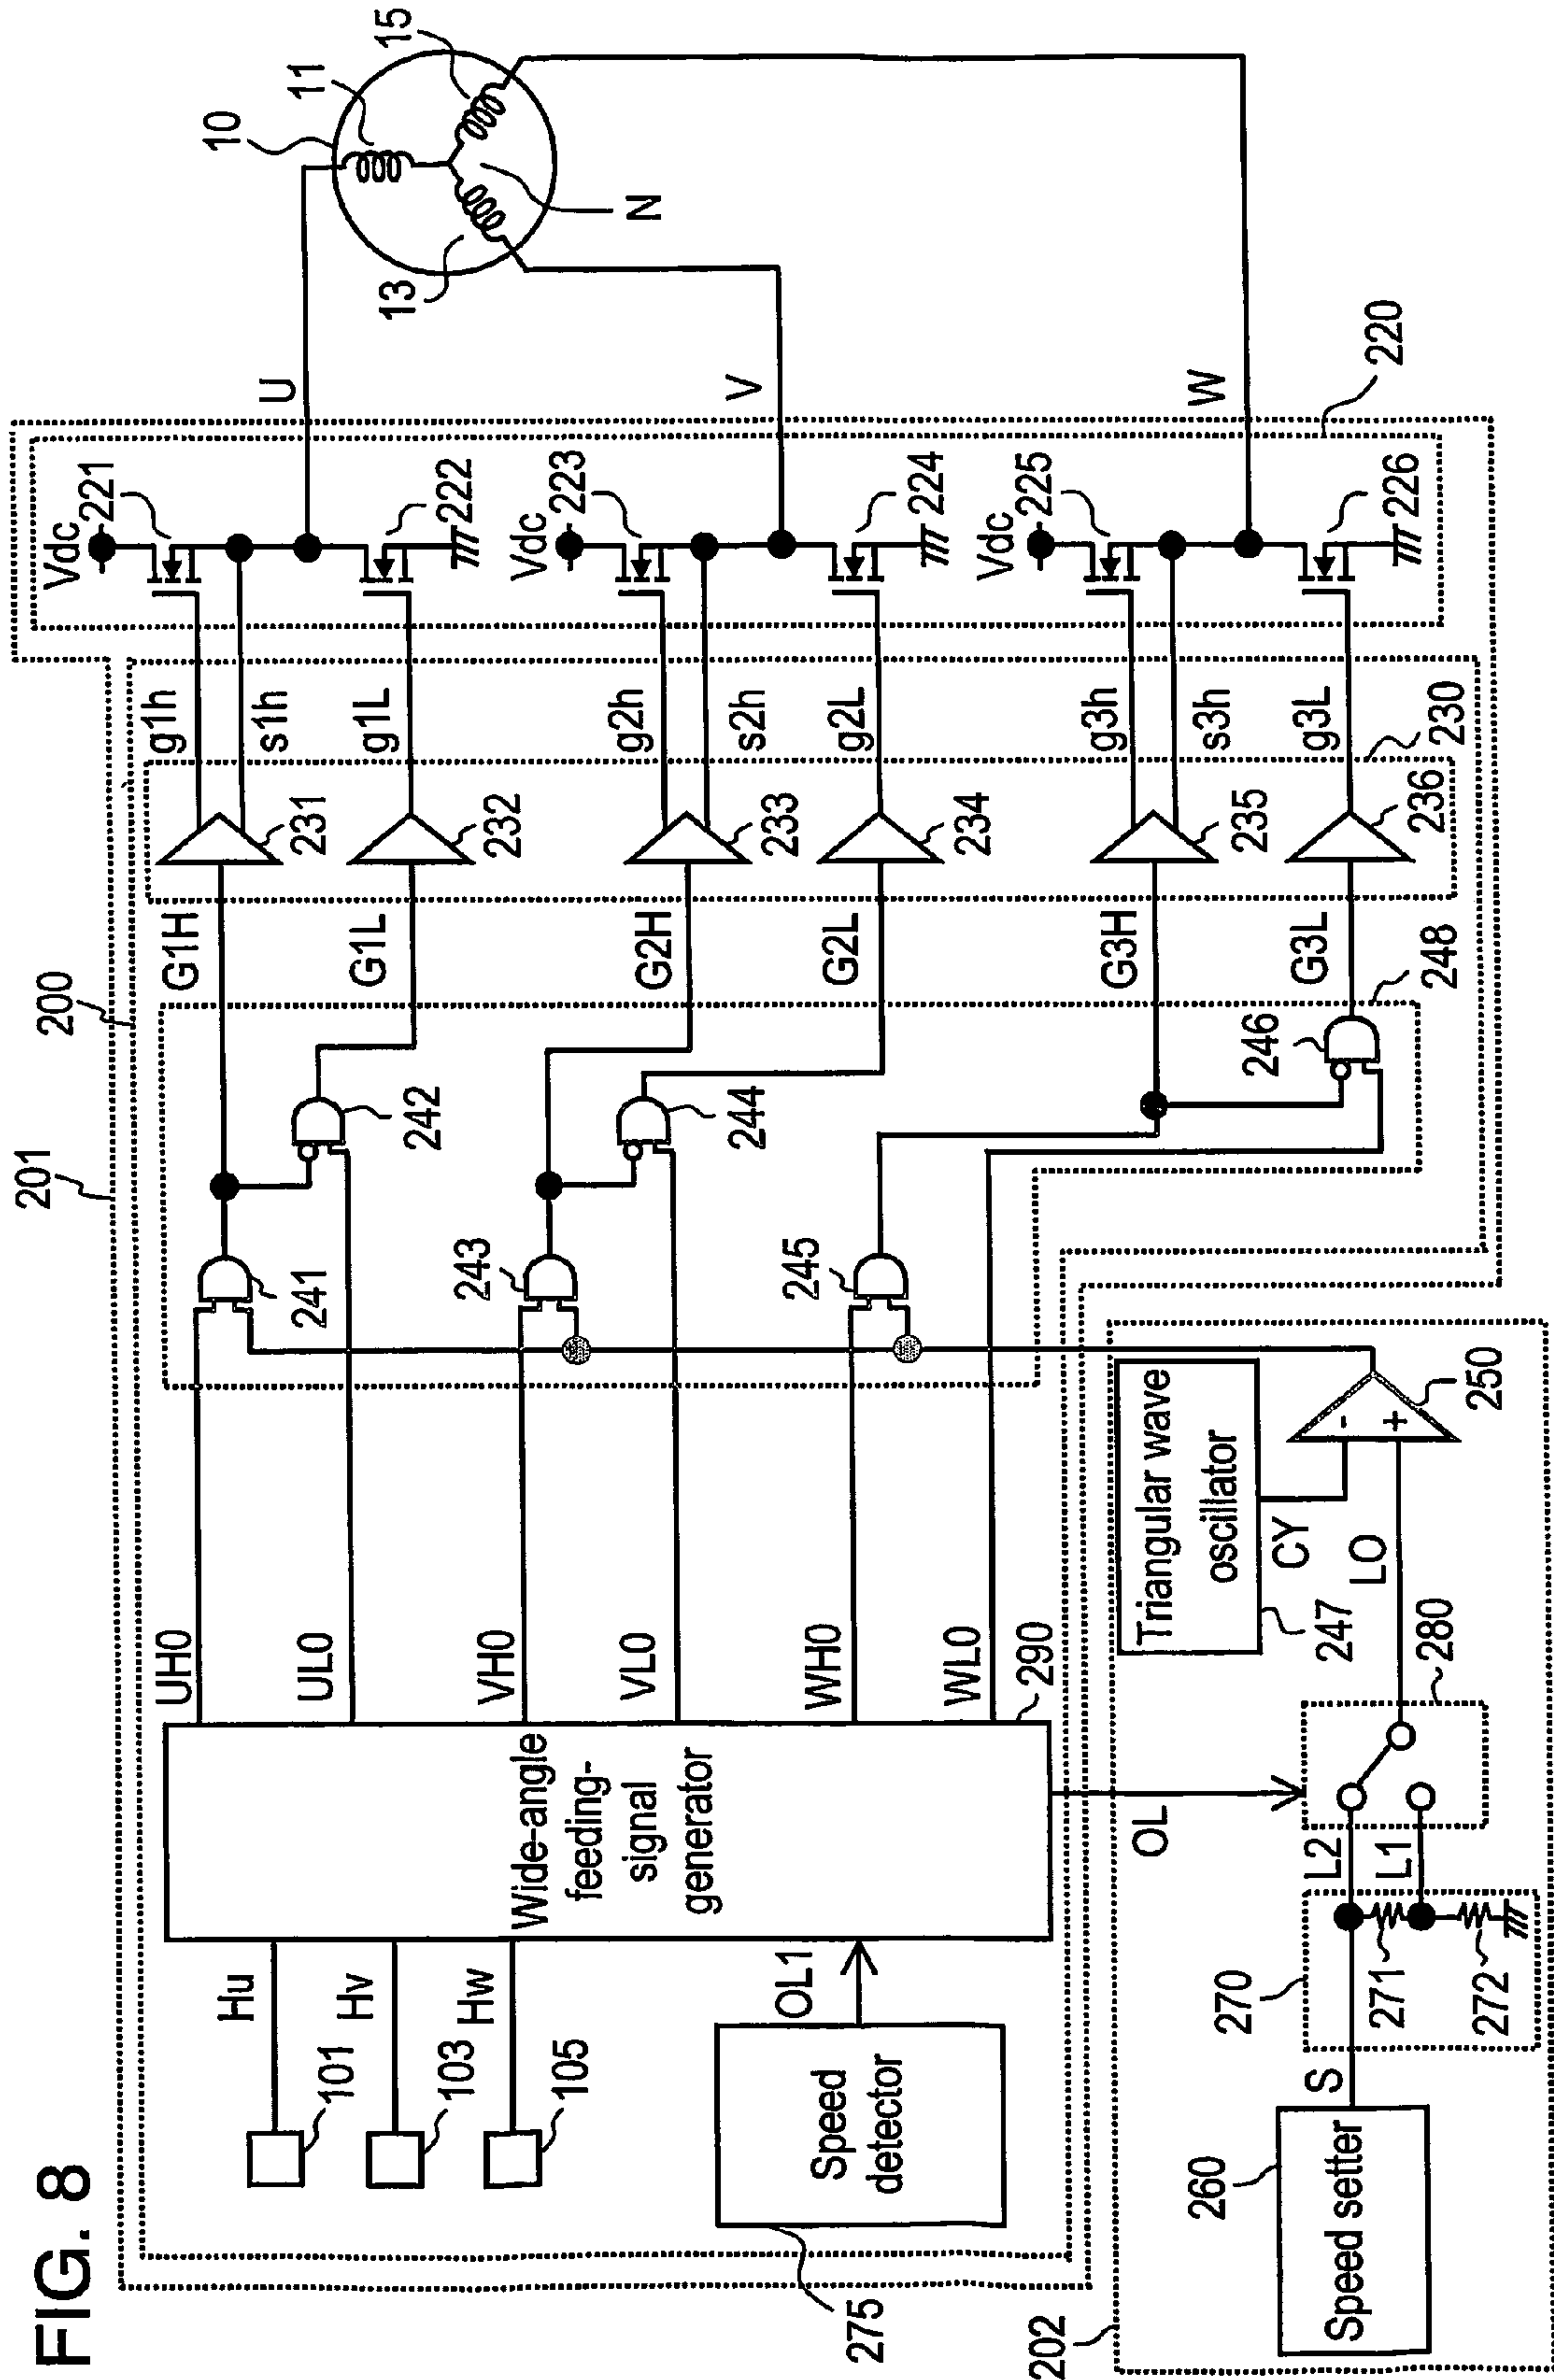 FIG. 8
201
200
Hu
101
Hv
103
Hw
105
Speed
detector
275
OL1
Wide-angle
feeding-
signal
generator
290
UH0
UL0
VH0
VL0
WH0
WL0
241
242
243
244
245
246
248
G1H
G1L
G2H
G2L
G3H
G3L
231
232
233
234
235
236
230
g1h
s1h
g1L
g2h
s2h
g2L
g3h
s3h
g3L
Vdc
221
222
Vdc
223
224
Vdc
225
226
220
U
V
W
10
11
13
15
N
202
260
Speed setter
S
270
271
272
L2
L1
OL
280
Triangular wave
oscillator
247
CY
LO
-
+
250